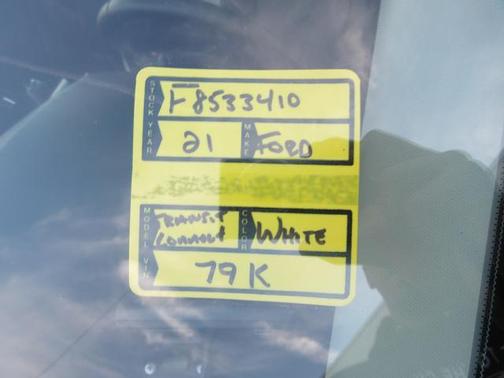 STOCK F8533410
YEAR 21 MAKE FORD
MODEL TRANSIT CONNECT COLOR WHITE
VIN 79K